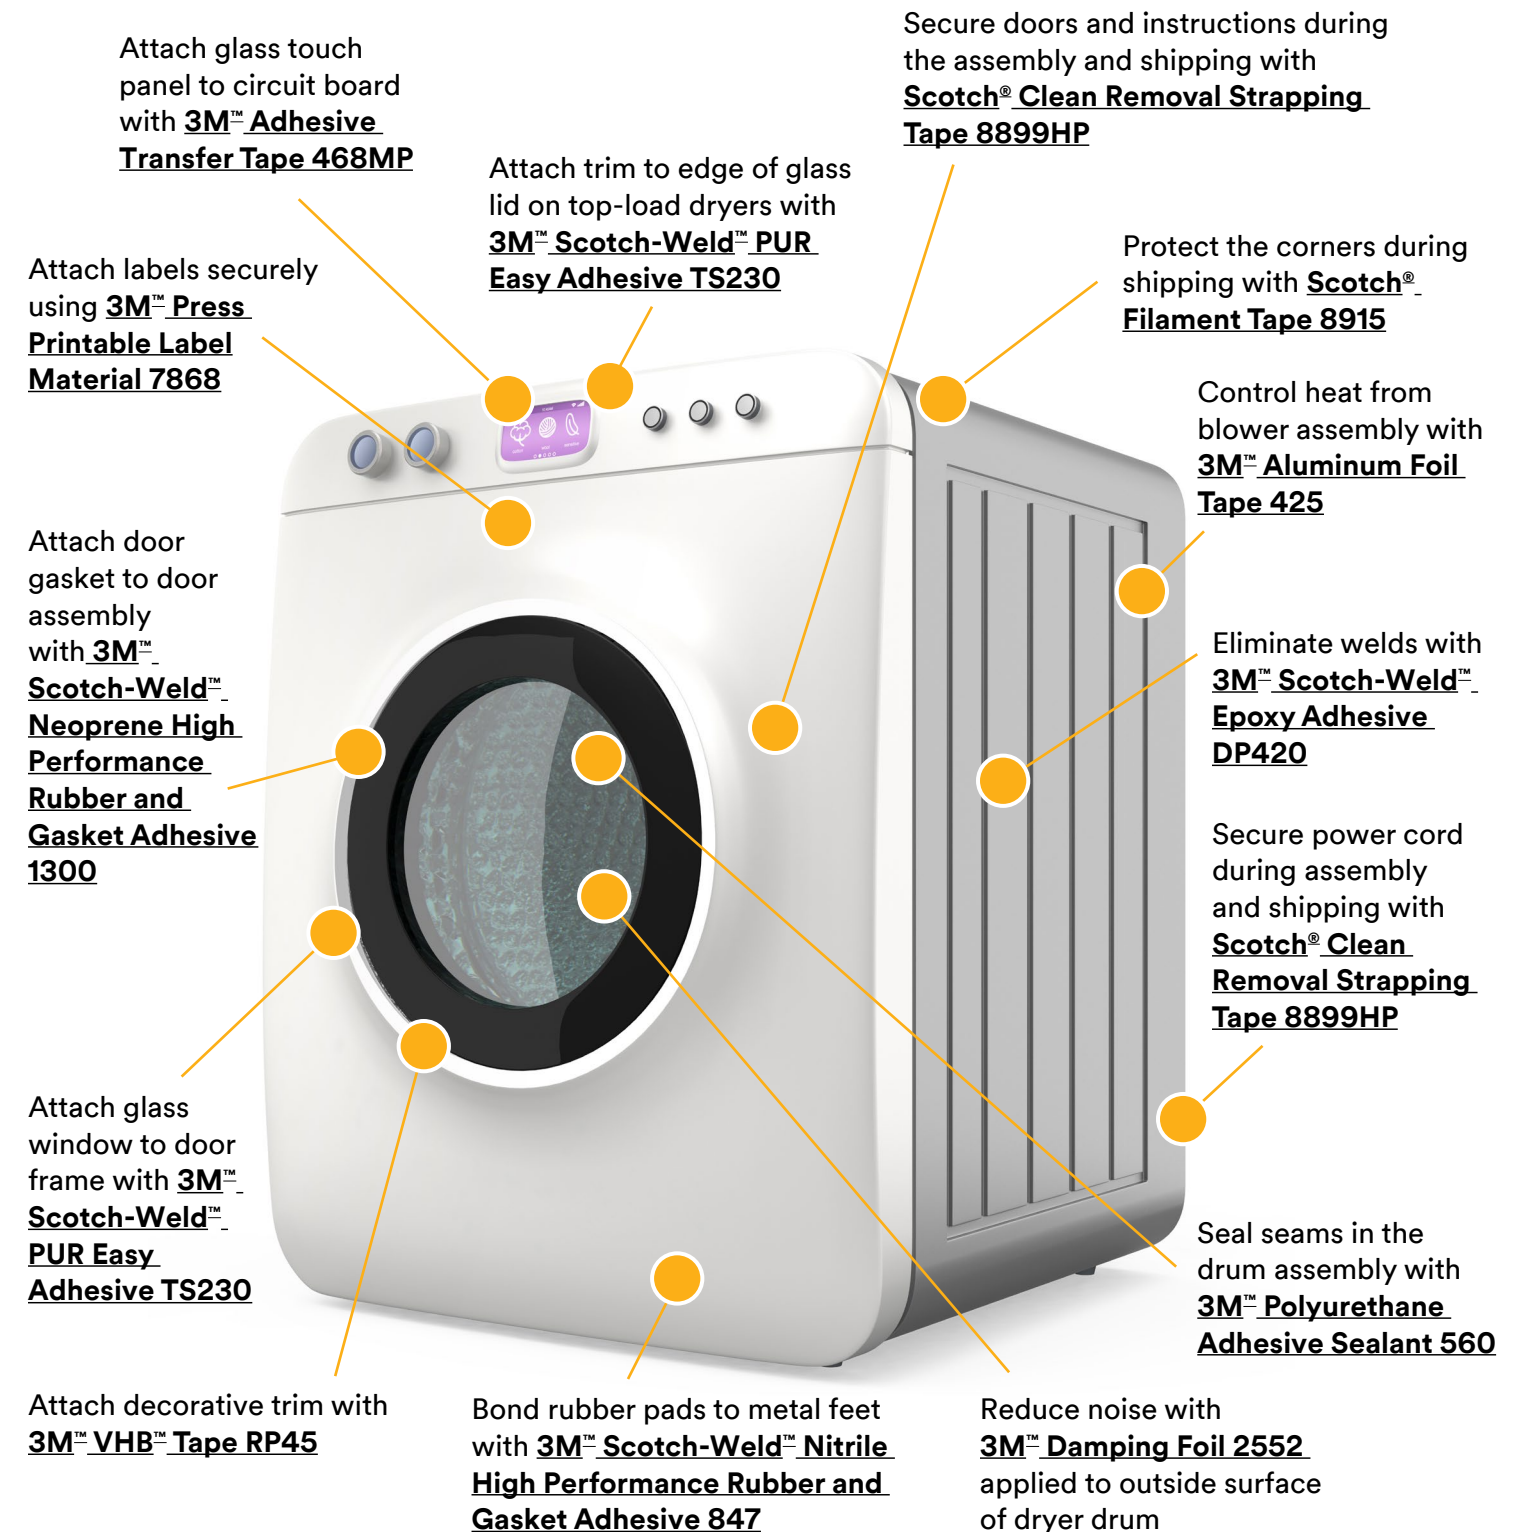 Attach glass touch
panel to circuit board
with 3M™ Adhesive
Transfer Tape 468MP
Secure doors and instructions during
the assembly and shipping with
Scotch® Clean Removal Strapping
Tape 8899HP
Attach trim to edge of glass
lid on top-load dryers with
3M™ Scotch-Weld™ PUR
Easy Adhesive TS230
Attach labels securely
using 3M™ Press
Printable Label
Material 7868
Protect the corners during
shipping with Scotch®
Filament Tape 8915
Control heat from
blower assembly with
3M™ Aluminum Foil
Tape 425
Attach door
gasket to door
assembly
with 3M™
Scotch-Weld™
Neoprene High
Performance
Rubber and
Gasket Adhesive
1300
Eliminate welds with
3M™ Scotch-Weld™
Epoxy Adhesive
DP420
Secure power cord
during assembly
and shipping with
Scotch® Clean
Removal Strapping
Tape 8899HP
Attach glass
window to door
frame with 3M™
Scotch-Weld™
PUR Easy
Adhesive TS230
Seal seams in the
drum assembly with
3M™ Polyurethane
Adhesive Sealant 560
Attach decorative trim with
3M™ VHB™ Tape RP45
Bond rubber pads to metal feet
with 3M™ Scotch-Weld™ Nitrile
High Performance Rubber and
Gasket Adhesive 847
Reduce noise with
3M™ Damping Foil 2552
applied to outside surface
of dryer drum